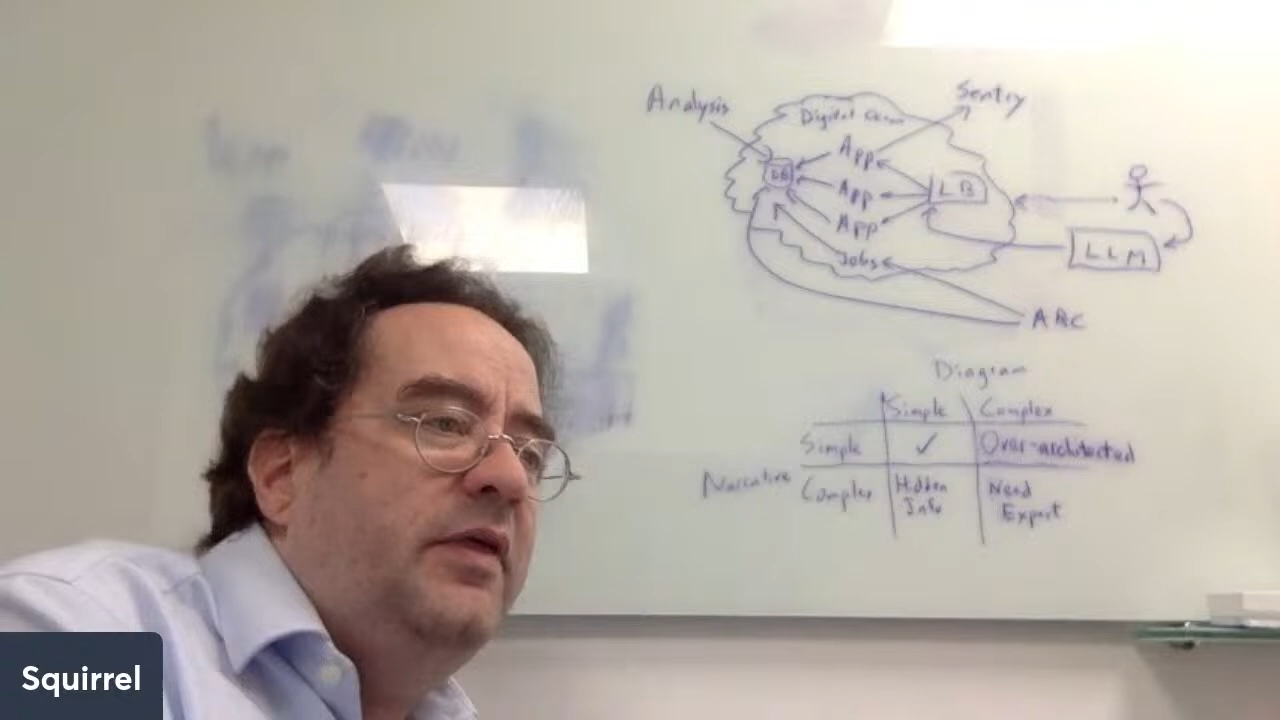 Analysis
Sentry
Digital Ocean
App
DB
App
LB
App
LLM
Jobs
ABC
Diagram
Simple Complex
Simple ✓ Over-architected
Narrative Complex Hidden Need
Info Expert
Squirrel